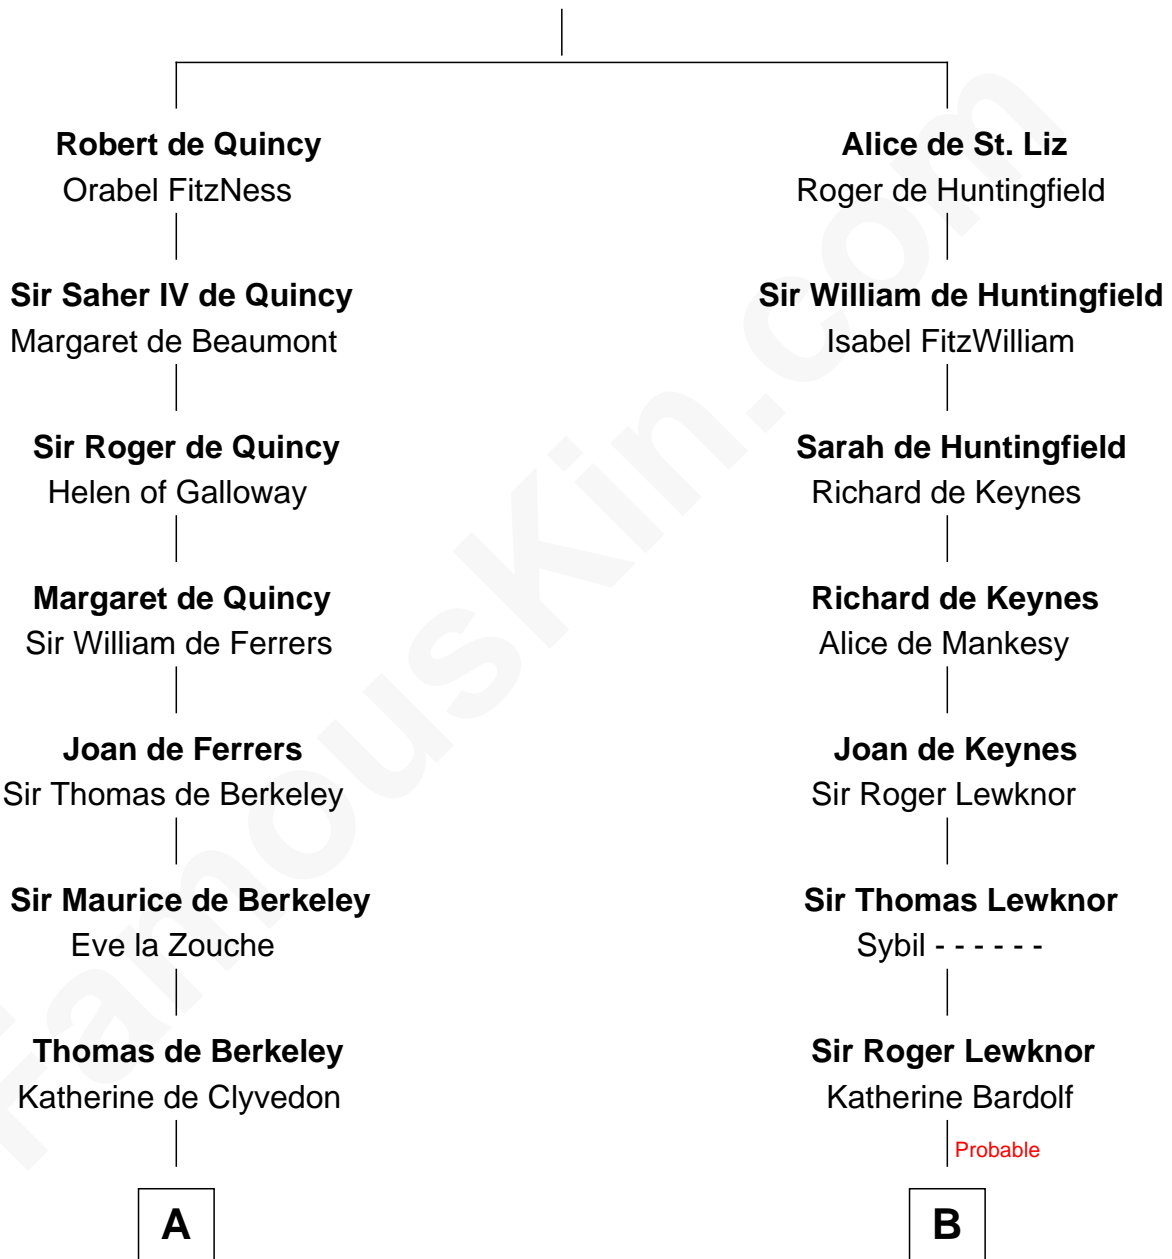 Robert de Quincy
Orabel FitzNess
Alice de St. Liz
Roger de Huntingfield
Sir Saher IV de Quincy
Margaret de Beaumont
Sir William de Huntingfield
Isabel FitzWilliam
Sir Roger de Quincy
Helen of Galloway
Sarah de Huntingfield
Richard de Keynes
Margaret de Quincy
Sir William de Ferrers
Richard de Keynes
Alice de Mankesy
Joan de Ferrers
Sir Thomas de Berkeley
Joan de Keynes
Sir Roger Lewknor
Sir Maurice de Berkeley
Eve la Zouche
Sir Thomas Lewknor
Sybil - - - - - -
Thomas de Berkeley
Katherine de Clyvedon
Sir Roger Lewknor
Katherine Bardolf
Probable
A
B
FamousKin.com